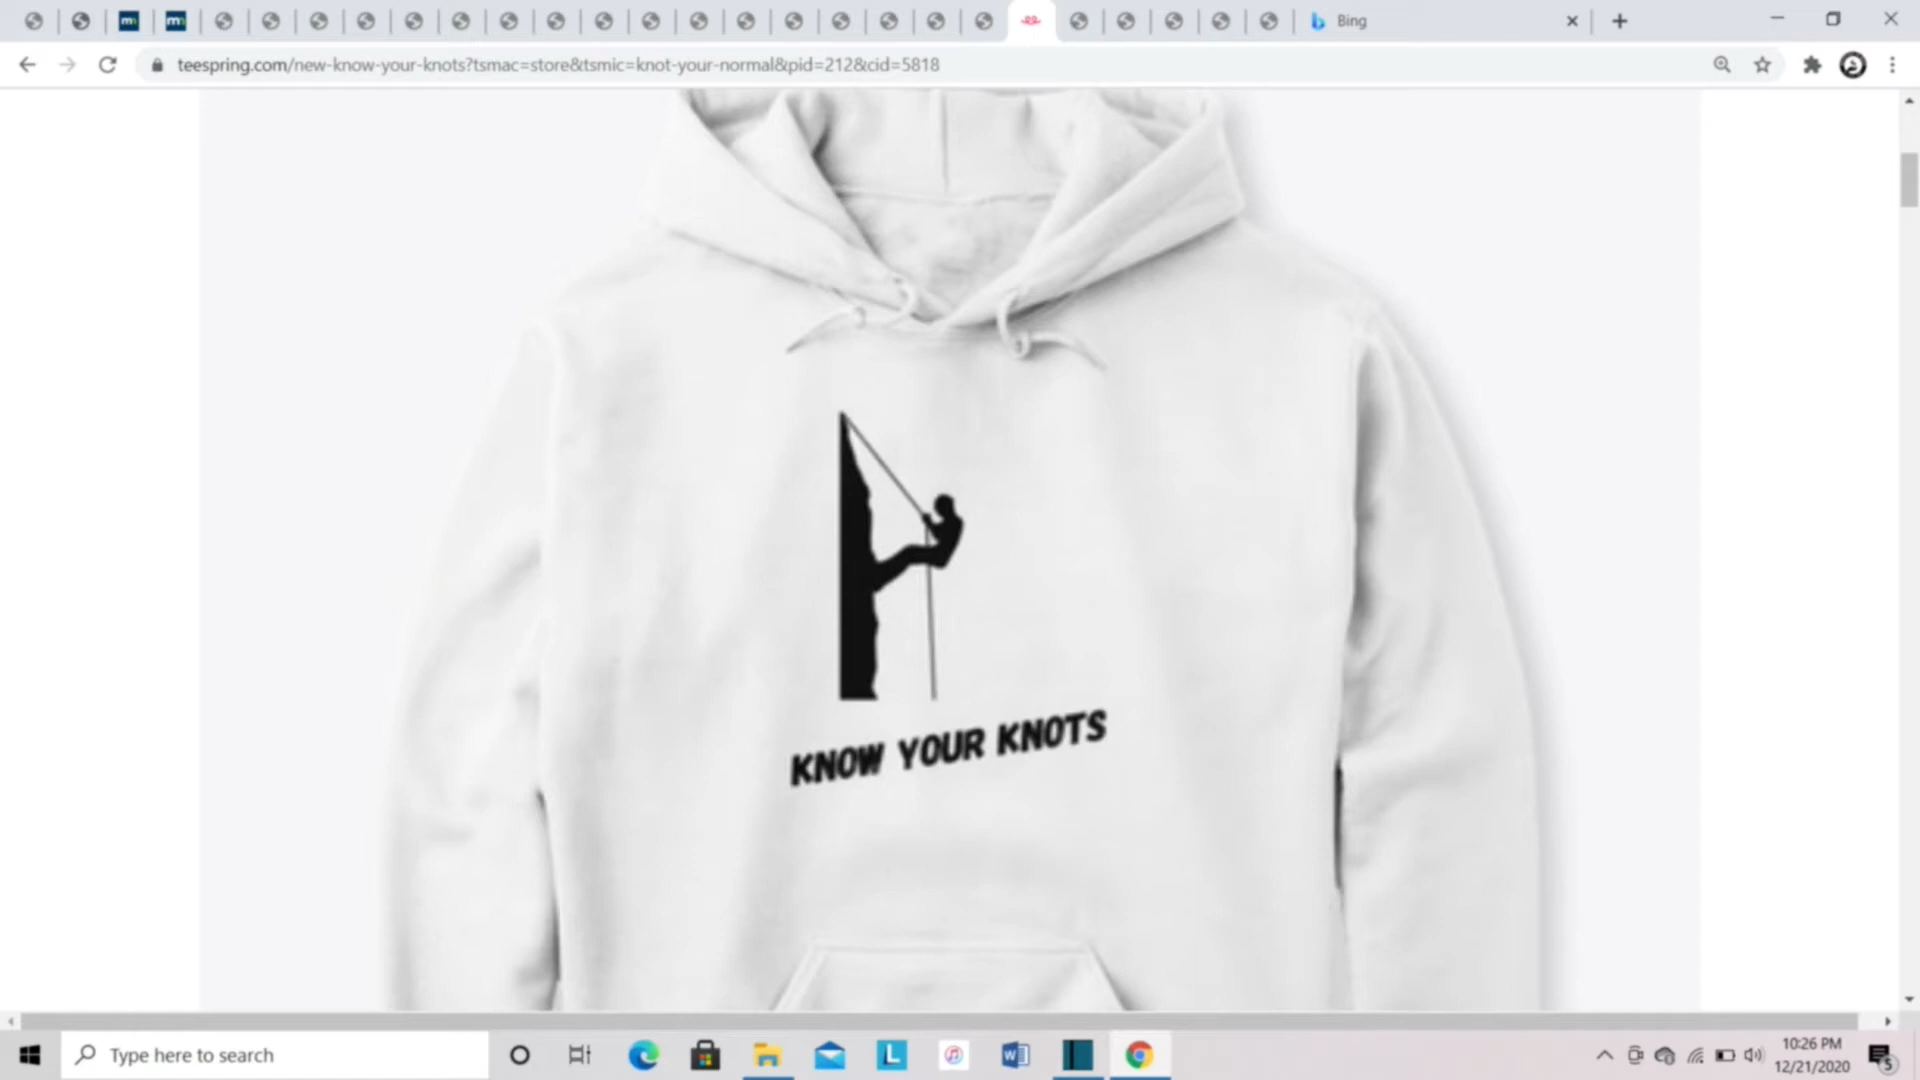 Bing
teespring.com/new-know-your-knots?tsmac=store&tsmic=knot-your-normal&pid=212&cid=5818
KNOW YOUR KNOTS
Type here to search
L
W
10:26 PM
12/21/2020
5